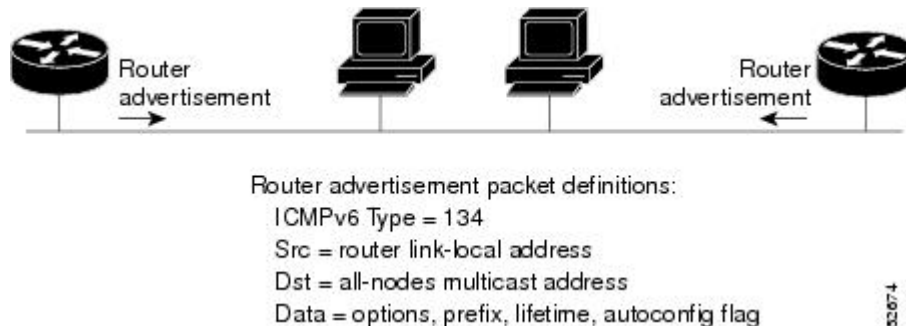 Router
advertisement
Router
advertisement
Router advertisement packet definitions:
ICMPv6 Type = 134
Src = router link-local address
Dst = all-nodes multicast address
Data = options, prefix, lifetime, autoconfig flag
52674